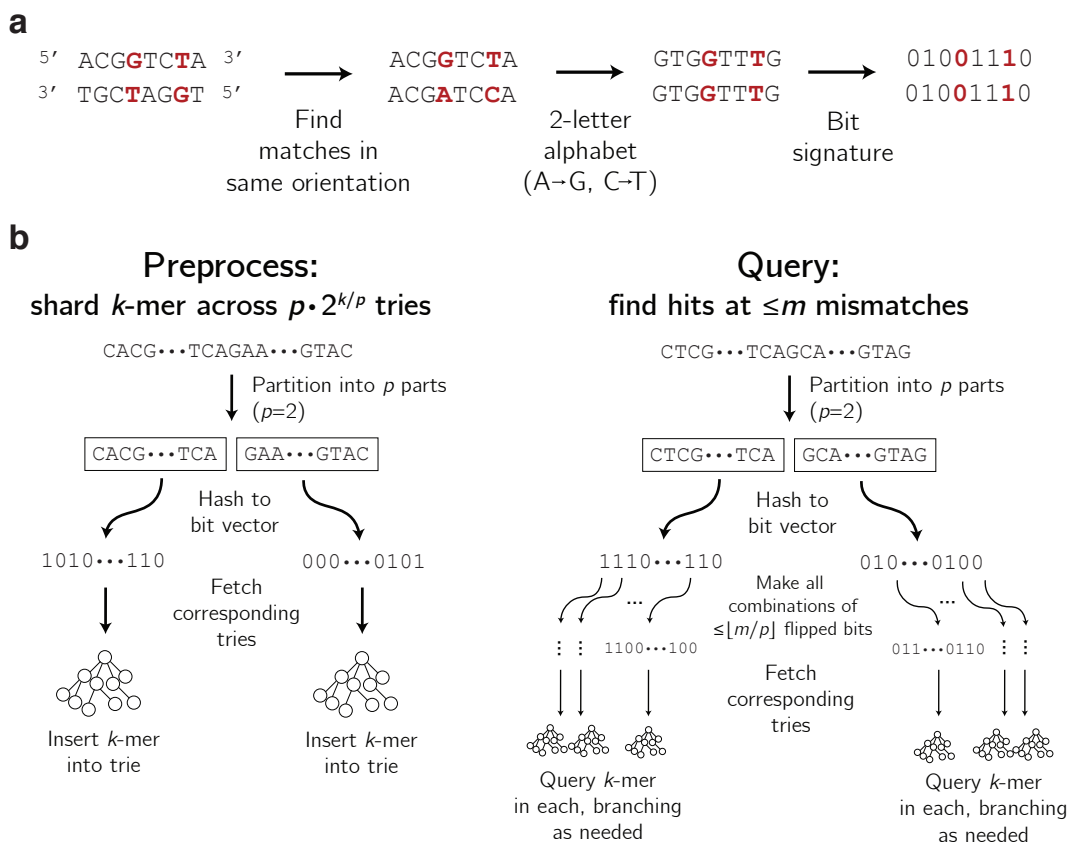 a
5′ ACGGTCTA 3′
3′ TGCTAGGT 5′
Find
matches in
same orientation
ACGGTCTA
ACGATCCA
2-letter
alphabet
(A→G, C→T)
GTGGTTTG
GTGGTTTG
Bit
signature
01001110
01001110
b
Preprocess:
shard k-mer across p•2^{k/p} tries
CACG•••TCAGAA•••GTAC
Partition into p parts
(p=2)
CACG•••TCA GAA•••GTAC
Hash to
bit vector
1010•••110 000•••0101
Fetch
corresponding
tries
Insert k-mer
into trie
Insert k-mer
into trie
Query:
find hits at ≤m mismatches
CTCG•••TCAGCA•••GTAG
Partition into p parts
(p=2)
CTCG•••TCA GCA•••GTAG
Hash to
bit vector
1110•••110 010•••0100
Make all
combinations of
≤⌊m/p⌋ flipped bits
... ...
⋮ ⋮ 1100•••100 011•••0110 ⋮ ⋮
Fetch
corresponding
tries
Query k-mer
in each, branching
as needed
Query k-mer
in each, branching
as needed